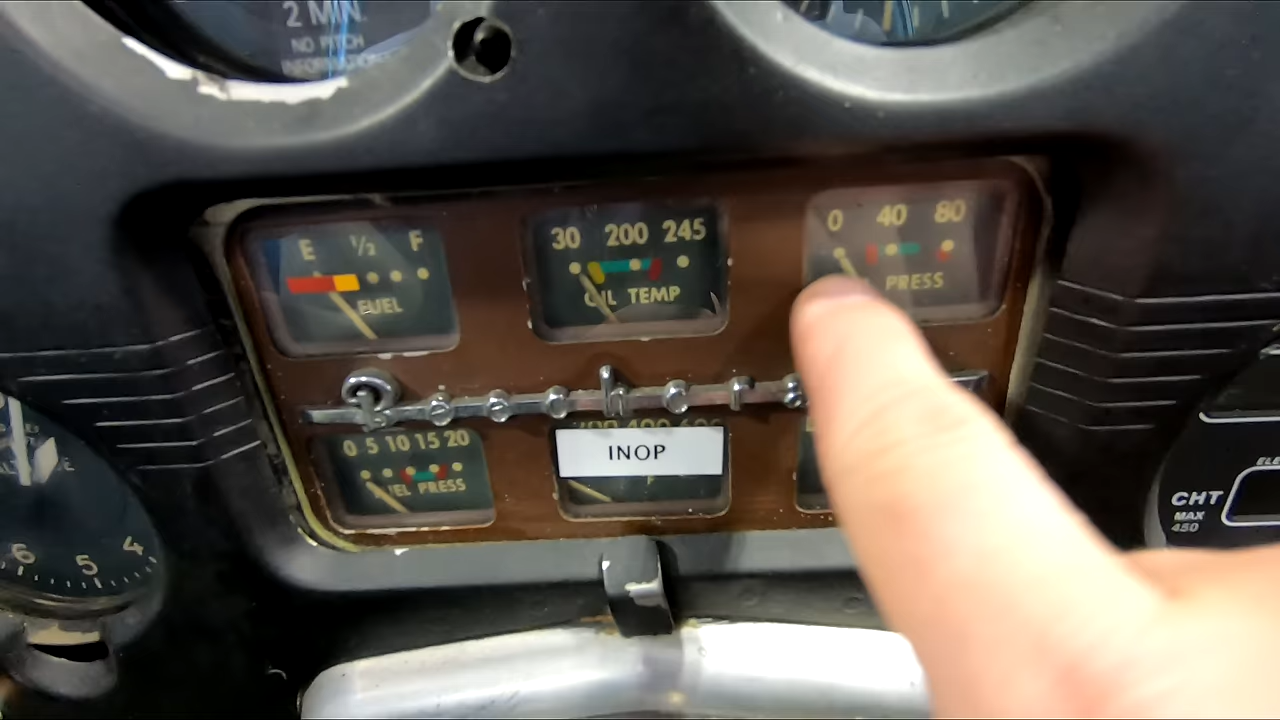 2 MIN.
NO PITCH
INFORMATION
E ½ F
FUEL
30 200 245
OIL TEMP
0 40 80
PRESS
0 5 10 15 20
PRESS
INOP
6 5 4
CHT
MAX
450